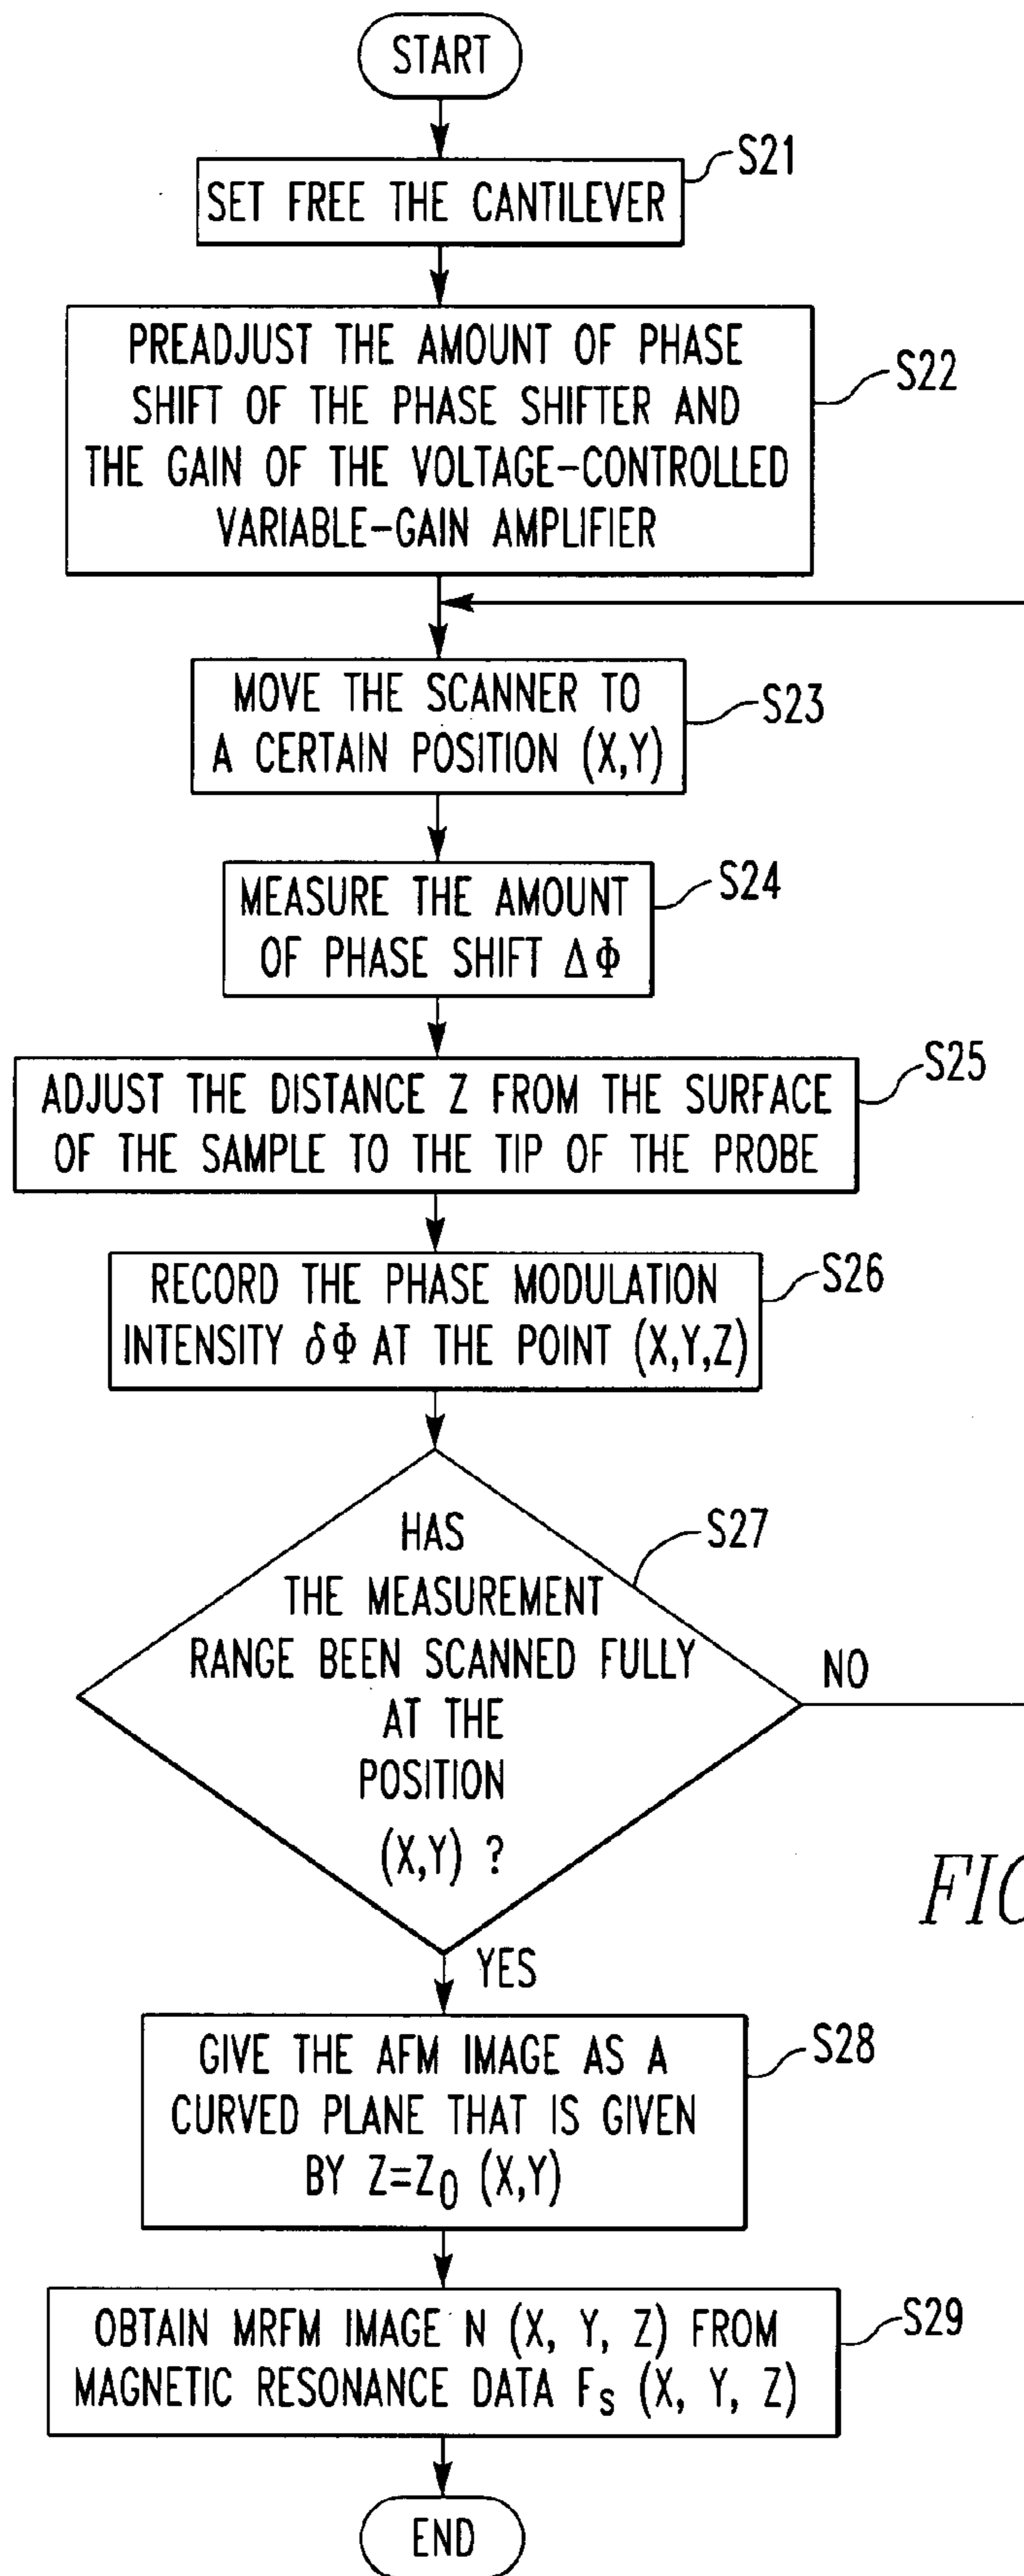 START
S21
SET FREE THE CANTILEVER
PREADJUST THE AMOUNT OF PHASE
SHIFT OF THE PHASE SHIFTER AND
THE GAIN OF THE VOLTAGE-CONTROLLED
VARIABLE-GAIN AMPLIFIER
S22
MOVE THE SCANNER TO
A CERTAIN POSITION (X,Y)
S23
MEASURE THE AMOUNT
OF PHASE SHIFT ΔΦ
S24
ADJUST THE DISTANCE Z FROM THE SURFACE
OF THE SAMPLE TO THE TIP OF THE PROBE
S25
RECORD THE PHASE MODULATION
INTENSITY δΦ AT THE POINT (X,Y,Z)
S26
HAS
THE MEASUREMENT
RANGE BEEN SCANNED FULLY
AT THE
POSITION
(X,Y) ?
S27
NO
YES
GIVE THE AFM IMAGE AS A
CURVED PLANE THAT IS GIVEN
BY Z=Z₀ (X,Y)
S28
OBTAIN MRFM IMAGE N (X, Y, Z) FROM
MAGNETIC RESONANCE DATA Fₛ (X, Y, Z)
S29
END